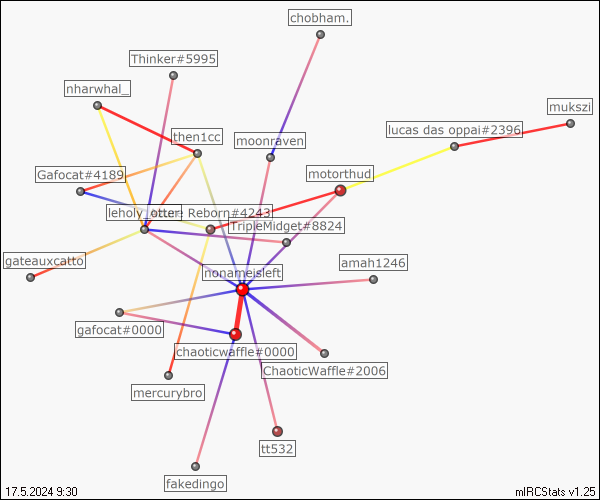 chobham.
Thinker#5995
nharwhal_
mukszi
lucas das oppai#2396
then1cc
moonraven
motorthud
Gafocat#4189
leholy_
Reborn#4243
TripleMidget#8824
gateauxcatto
nonameisleft
amah1246
gafocat#0000
chaoticwaffle#0000
ChaoticWaffle#2006
mercurybro
tt532
fakedingo
17.5.2024 9:30
mIRCStats v1.25